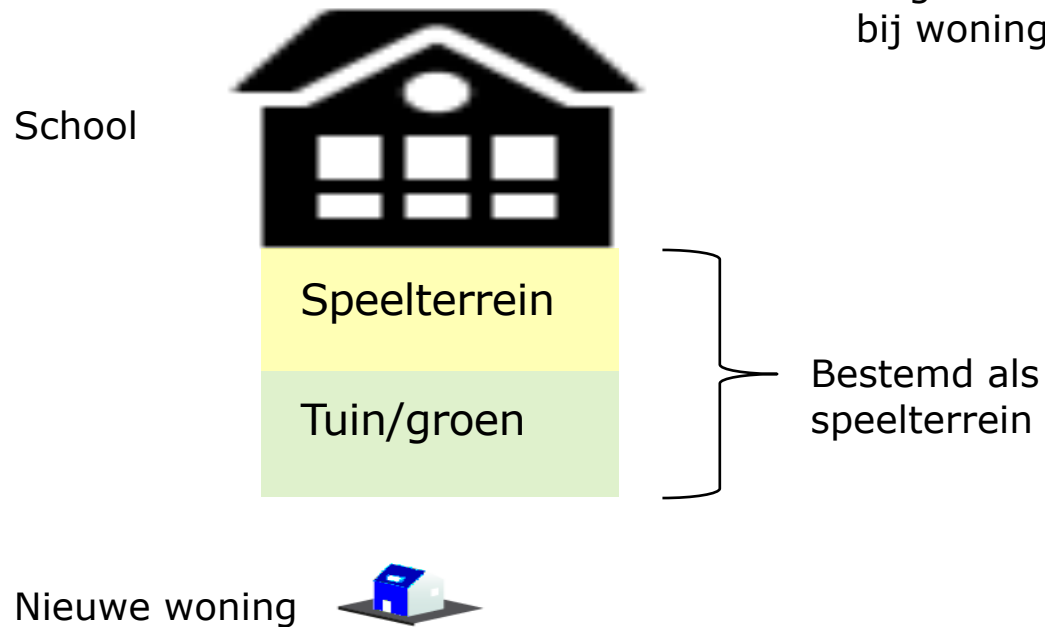 bij woning
School
Speelterrein
Tuin/groen
Bestemd als
speelterrein
Nieuwe woning